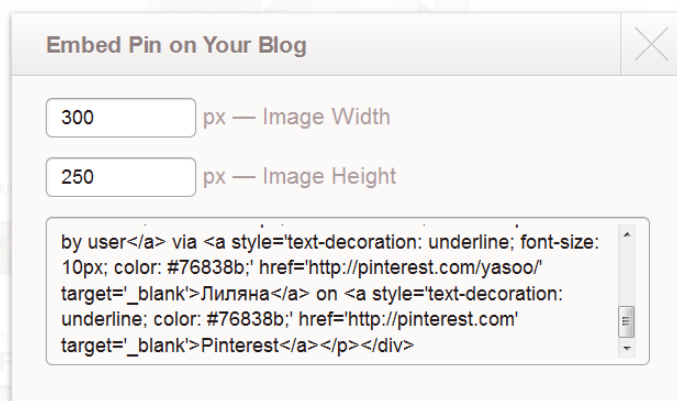 Embed Pin on Your Blog
300 px — Image Width
250 px — Image Height
by user</a> via <a style='text-decoration: underline; font-size:
10px; color: #76838b;' href='http://pinterest.com/yasoo/'
target='_blank'>Лиляна</a> on <a style='text-decoration:
underline; color: #76838b;' href='http://pinterest.com'
target='_blank'>Pinterest</a></p></div>